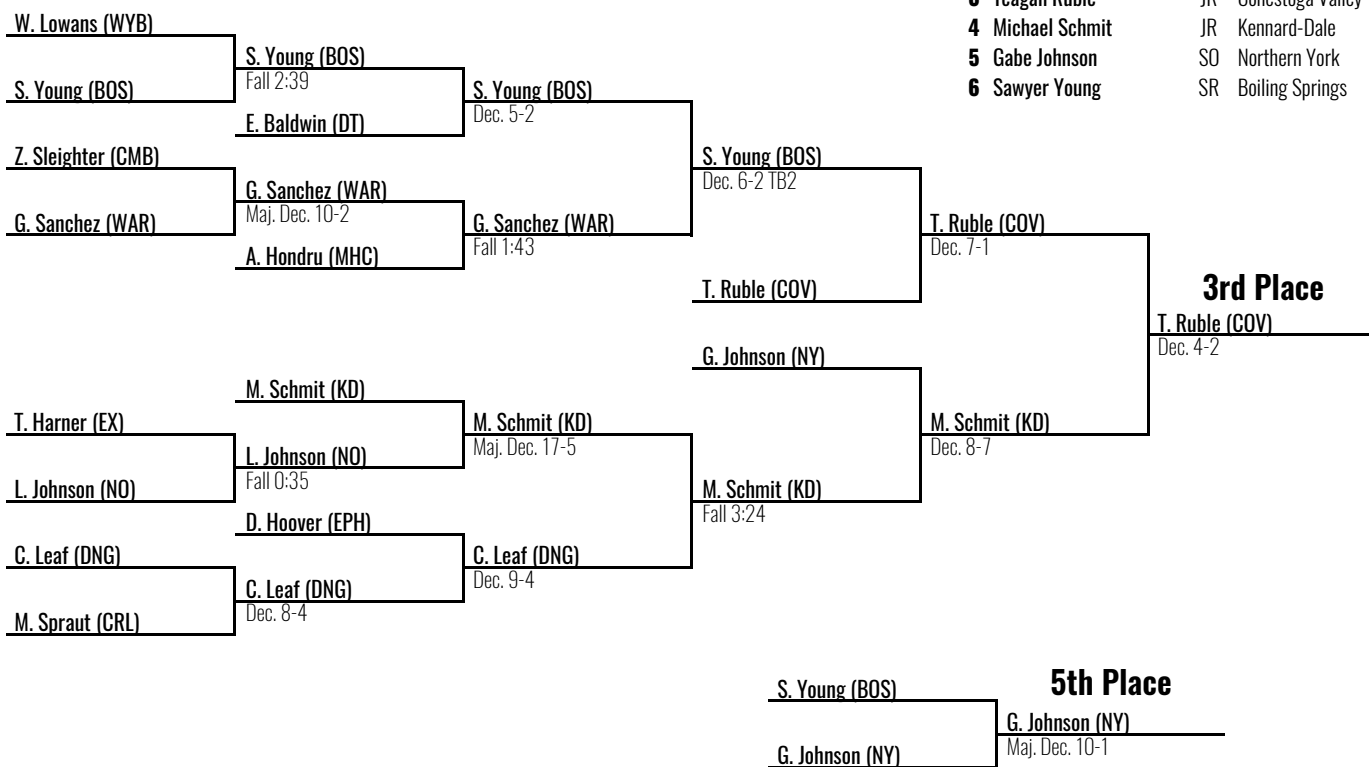 3 Teagan Ruble JR Conestoga Valley
4 Michael Schmit JR Kennard-Dale
5 Gabe Johnson SO Northern York
6 Sawyer Young SR Boiling Springs
W. Lowans (WYB)
S. Young (BOS)
Fall 2:39
S. Young (BOS)
S. Young (BOS)
Dec. 5-2
E. Baldwin (DT)
Z. Sleighter (CMB)
S. Young (BOS)
Dec. 6-2 TB2
G. Sanchez (WAR)
Maj. Dec. 10-2
G. Sanchez (WAR)
G. Sanchez (WAR)
Fall 1:43
T. Ruble (COV)
Dec. 7-1
A. Hondru (MHC)
T. Ruble (COV)
3rd Place
T. Ruble (COV)
Dec. 4-2
G. Johnson (NY)
M. Schmit (KD)
T. Harner (EX)
M. Schmit (KD)
Maj. Dec. 17-5
M. Schmit (KD)
Dec. 8-7
L. Johnson (NO)
Fall 0:35
L. Johnson (NO)
M. Schmit (KD)
Fall 3:24
D. Hoover (EPH)
C. Leaf (DNG)
C. Leaf (DNG)
Dec. 9-4
C. Leaf (DNG)
Dec. 8-4
M. Spraut (CRL)
5th Place
S. Young (BOS)
G. Johnson (NY)
Maj. Dec. 10-1
G. Johnson (NY)